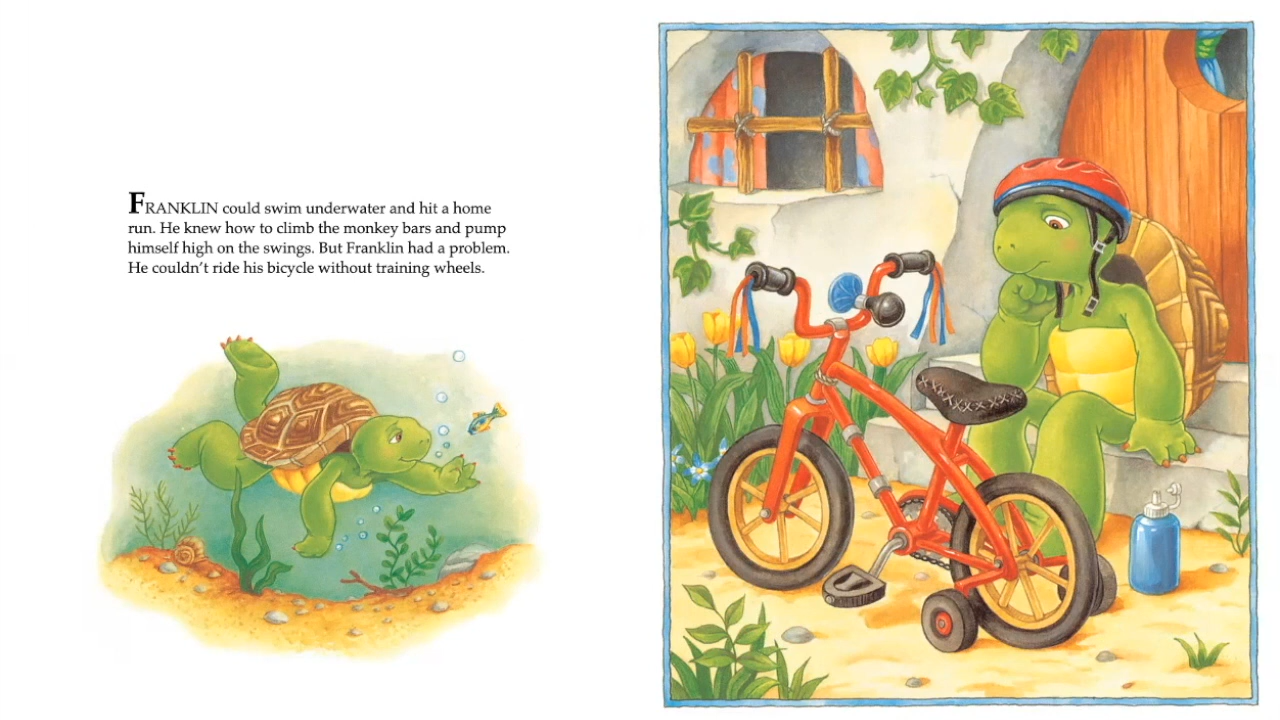 FRANKLIN could swim underwater and hit a home
run. He knew how to climb the monkey bars and pump
himself high on the swings. But Franklin had a problem.
He couldn't ride his bicycle without training wheels.